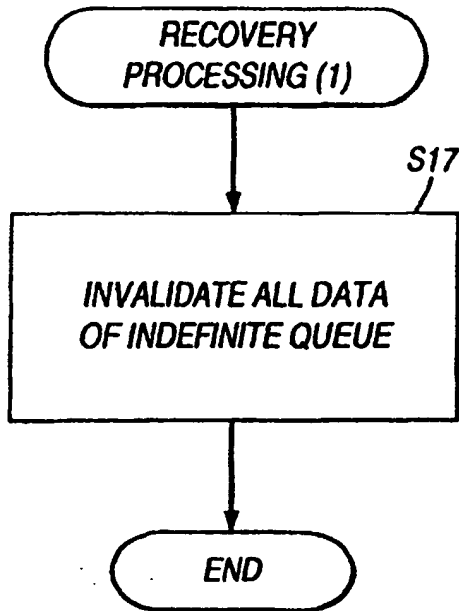 RECOVERY
PROCESSING (1)
S17
INVALIDATE ALL DATA
OF INDEFINITE QUEUE
END